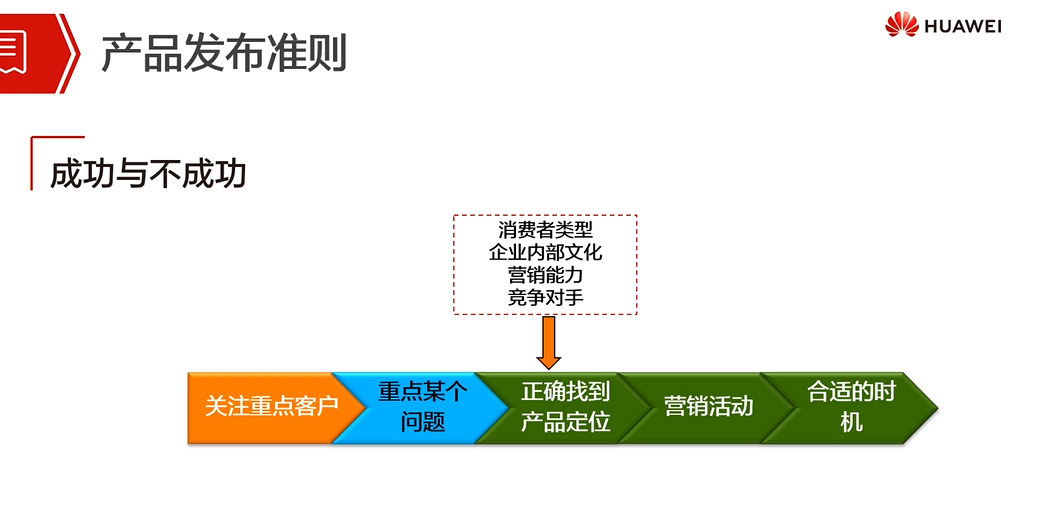 产品发布准则
HUAWEI
成功与不成功
消费者类型
企业内部文化
营销能力
竞争对手
关注重点客户
重点某个
问题
正确找到
产品定位
营销活动
合适的时
机